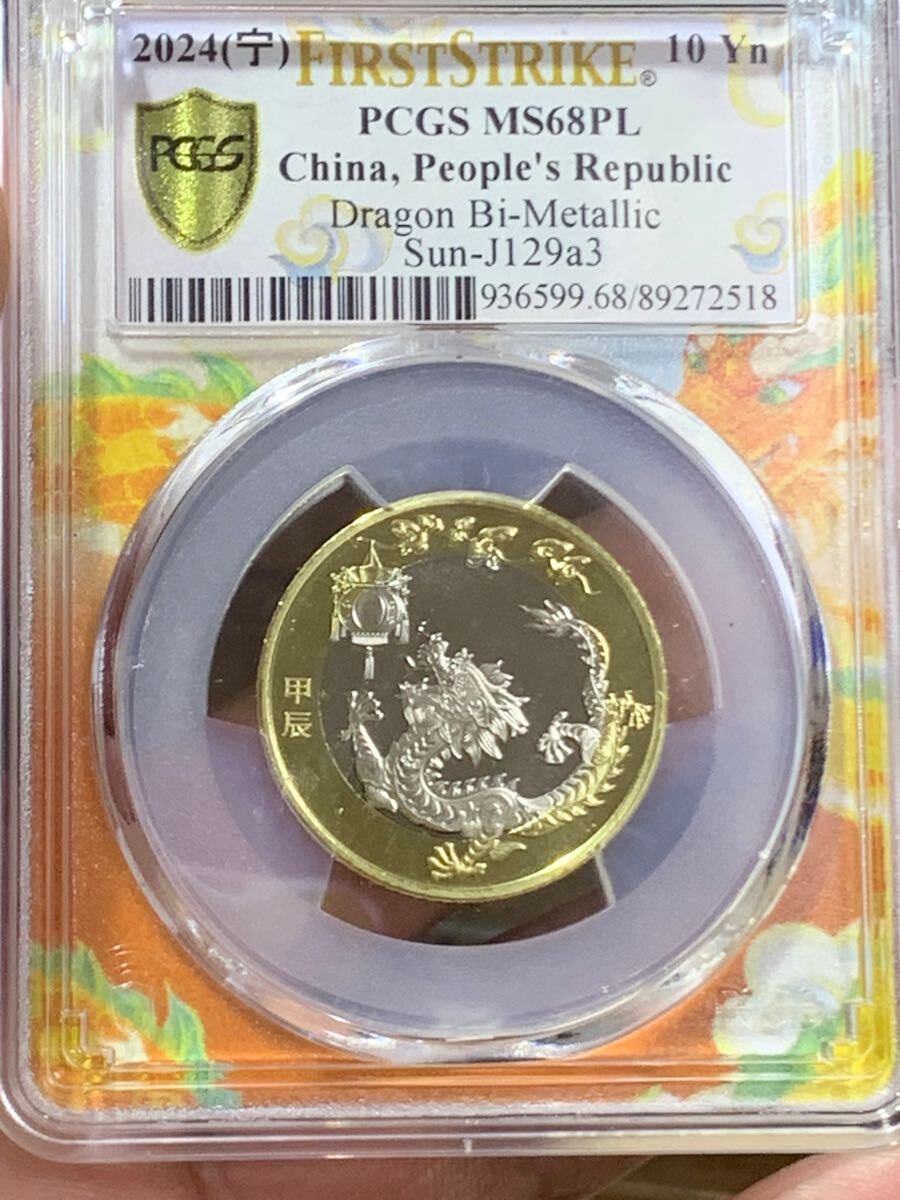 2024(宁) FIRSTSTRIKE® 10 Yn
PCGS
PCGS MS68PL
China, People's Republic
Dragon Bi-Metallic
Sun-J129a3
936599.68/89272518
甲辰